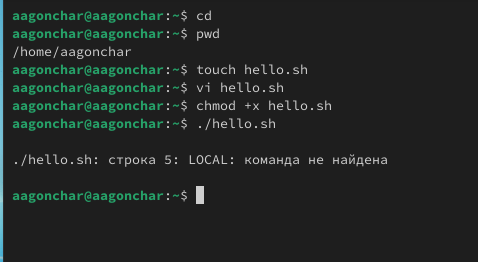 aagonchar@aagonchar:~$ cd
aagonchar@aagonchar:~$ pwd
/home/aagonchar
aagonchar@aagonchar:~$ touch hello.sh
aagonchar@aagonchar:~$ vi hello.sh
aagonchar@aagonchar:~$ chmod +x hello.sh
aagonchar@aagonchar:~$ ./hello.sh
./hello.sh: строка 5: LOCAL: команда не найдена
aagonchar@aagonchar:~$